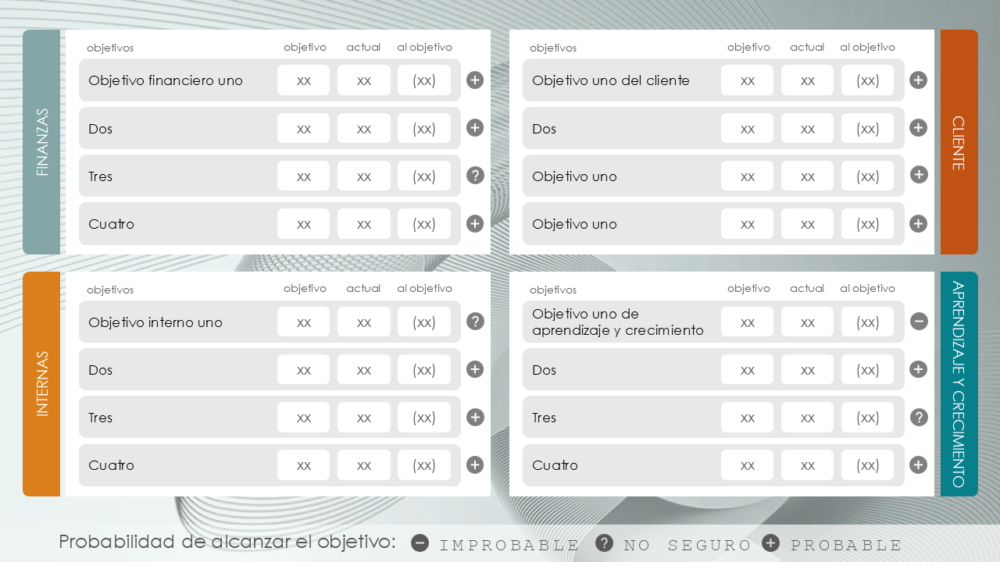 FINANZAS
objetivos objetivo actual al objetivo
Objetivo financiero uno xx xx (xx) +
Dos xx xx (xx) +
Tres xx xx (xx) ?
Cuatro xx xx (xx) +
CLIENTE
objetivos objetivo actual al objetivo
Objetivo uno del cliente xx xx (xx) +
Dos xx xx (xx) +
Objetivo uno xx xx (xx) +
Objetivo uno xx xx (xx) +
INTERNAS
objetivos objetivo actual al objetivo
Objetivo interno uno xx xx (xx) ?
Dos xx xx (xx) +
Tres xx xx (xx) +
Cuatro xx xx (xx) +
APRENDIZAJE Y CRECIMIENTO
objetivos objetivo actual al objetivo
Objetivo uno de
aprendizaje y crecimiento xx xx (xx) −
Dos xx xx (xx) +
Tres xx xx (xx) ?
Cuatro xx xx (xx) +
Probabilidad de alcanzar el objetivo: − IMPROBABLE ? NO SEGURO + PROBABLE